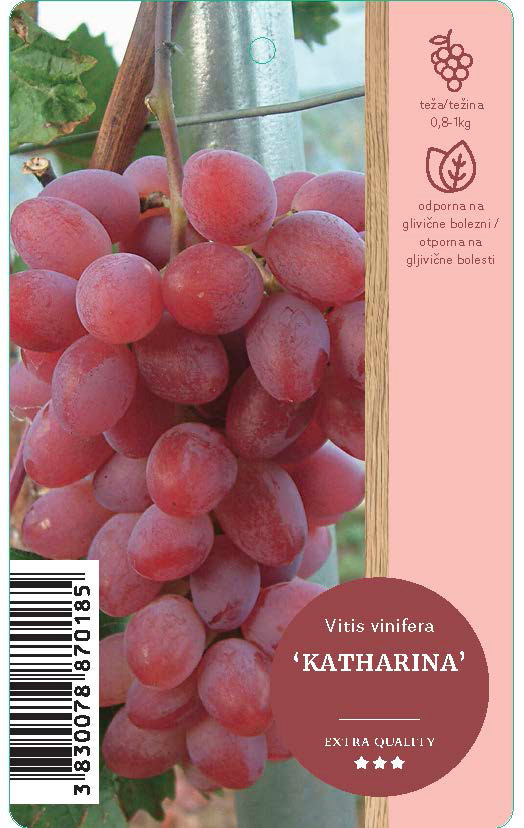 teža/težina
0,8-1kg
odporna na
glivične bolezni /
otporna na
gljivične bolesti
Vitis vinifera
‘KATHARINA’
EXTRA QUALITY
3 830078 870185